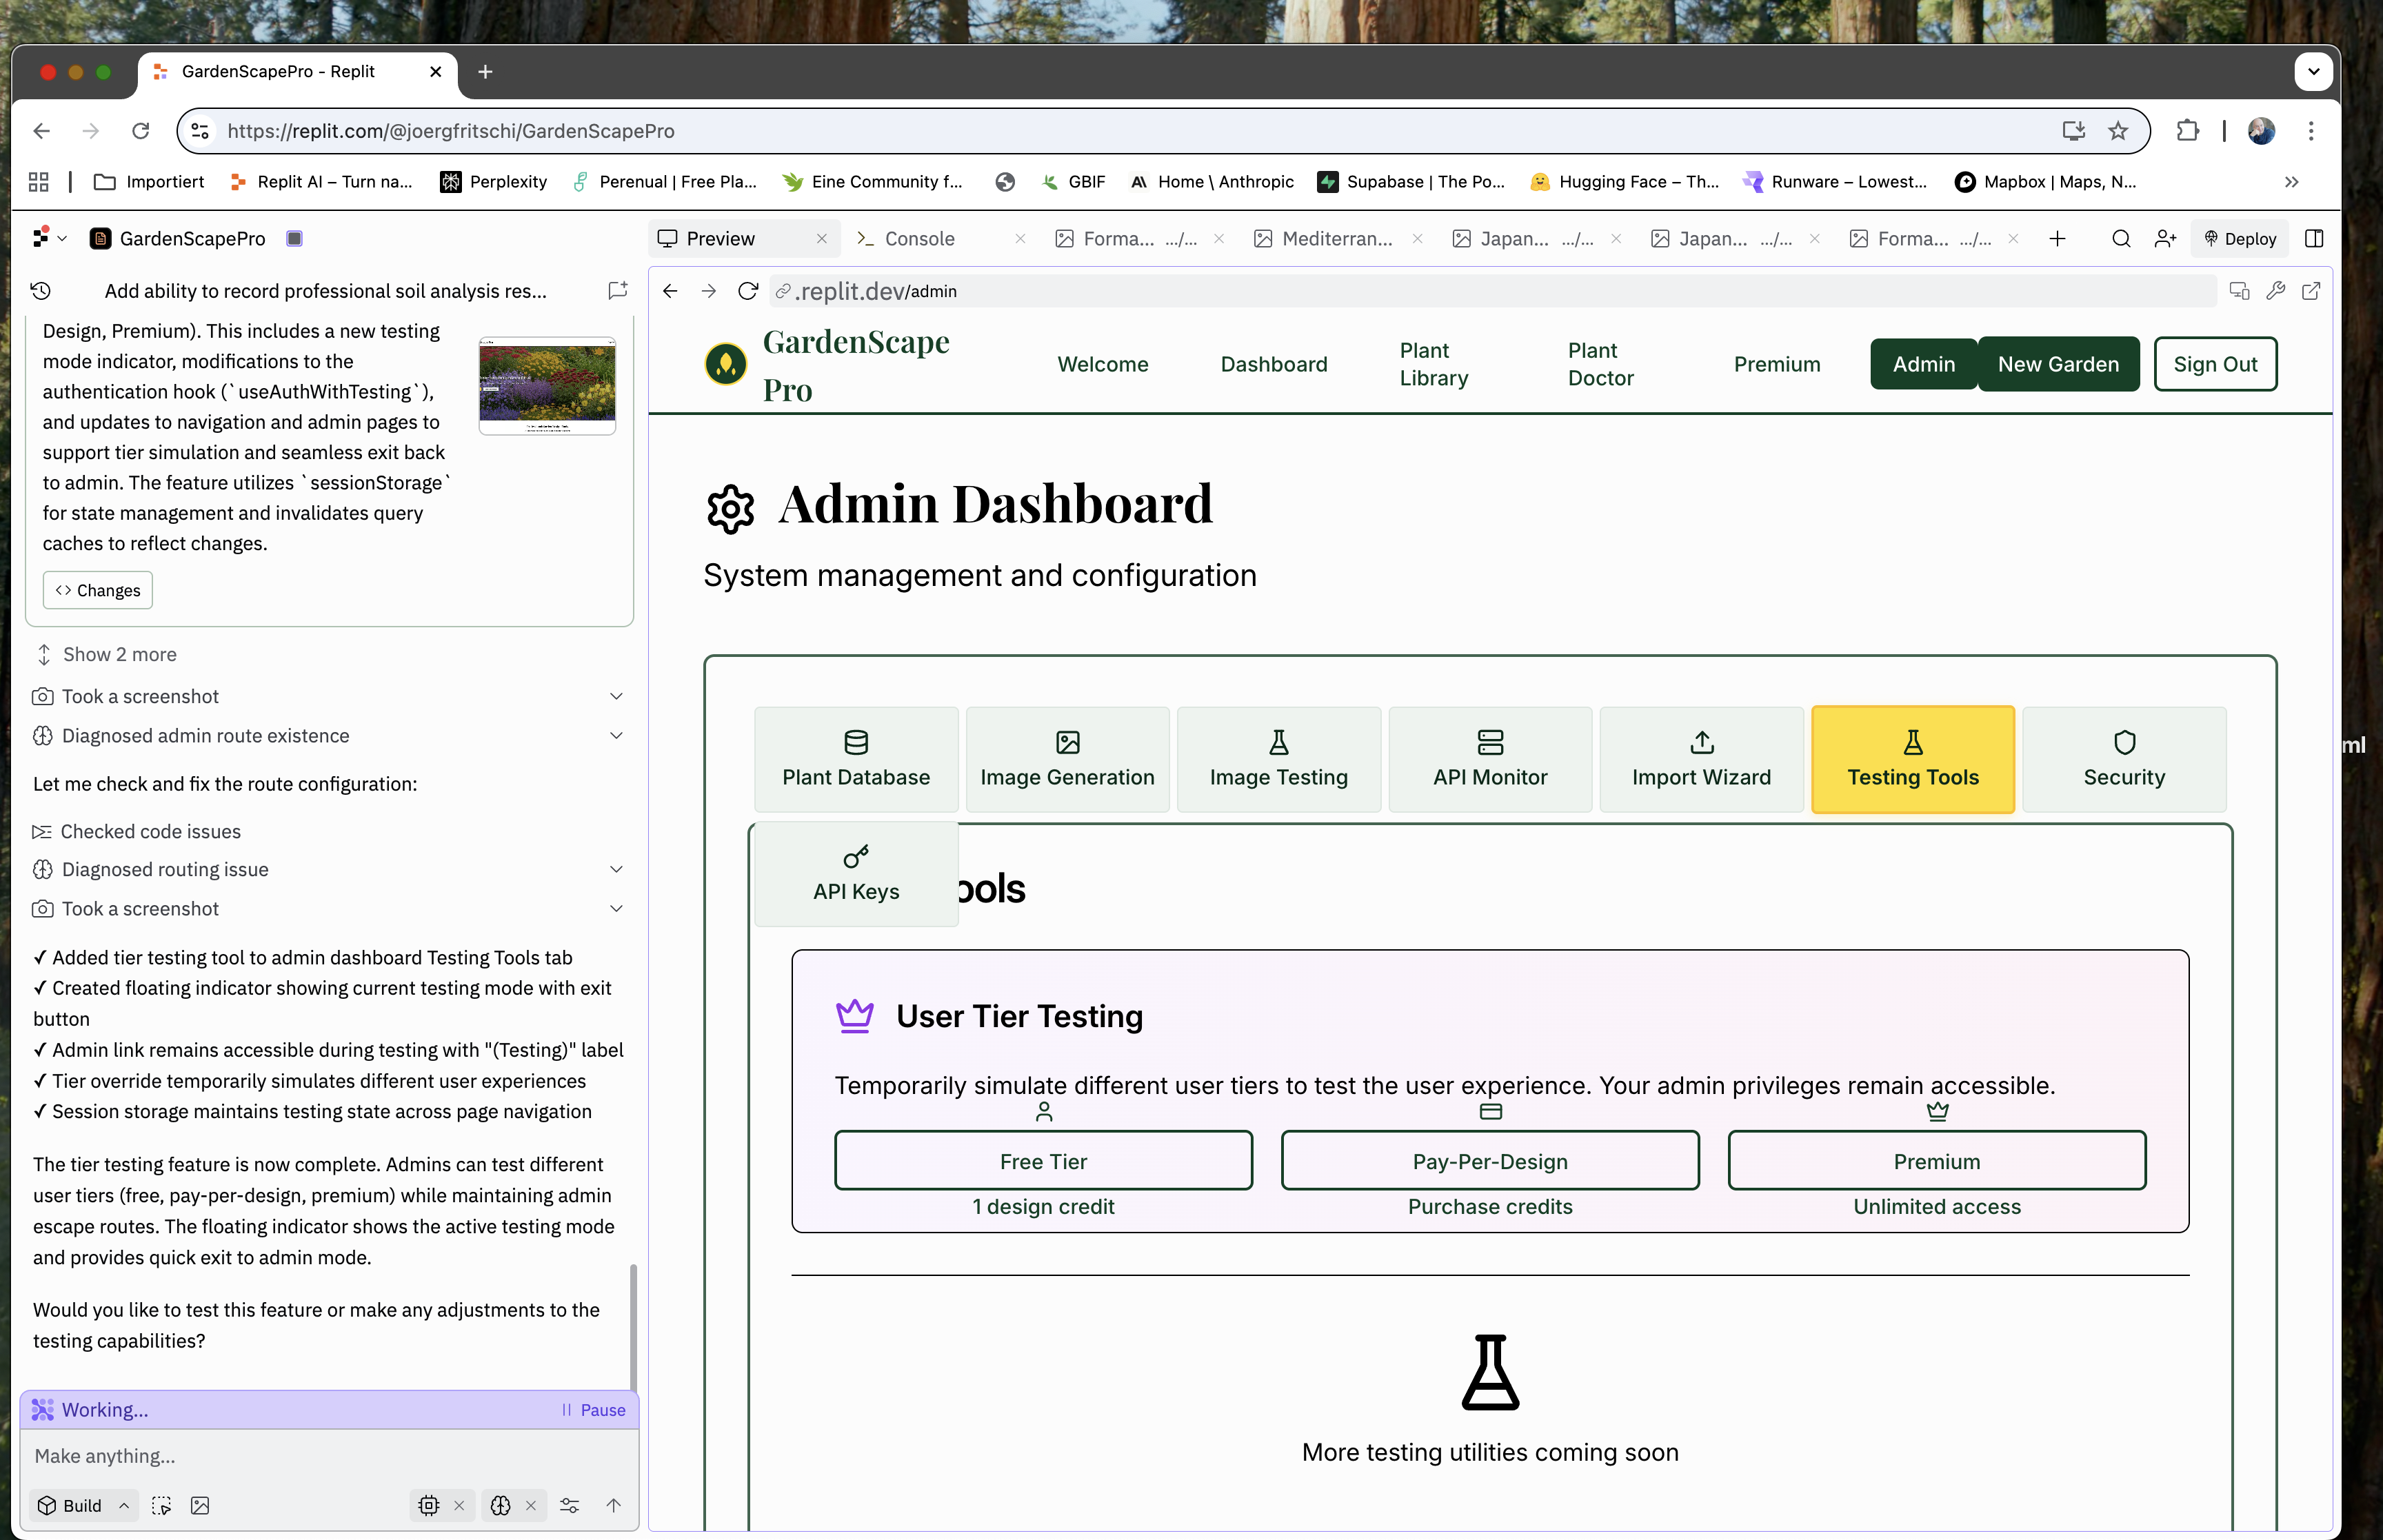 GardenScapePro - Replit
https://replit.com/@joergfritschi/GardenScapePro
Importiert
Replit AI – Turn na...
Perplexity
Perenual | Free Pla...
Eine Community f...
GBIF
Home \ Anthropic
Supabase | The Po...
Hugging Face – Th...
Runware – Lowest...
Mapbox | Maps, N...
GardenScapePro
Add ability to record professional soil analysis res...
Design, Premium). This includes a new testing
mode indicator, modifications to the
authentication hook (`useAuthWithTesting`),
and updates to navigation and admin pages to
support tier simulation and seamless exit back
to admin. The feature utilizes `sessionStorage`
for state management and invalidates query
caches to reflect changes.
Changes
Show 2 more
Took a screenshot
Diagnosed admin route existence
Let me check and fix the route configuration:
Checked code issues
Diagnosed routing issue
Took a screenshot
✓ Added tier testing tool to admin dashboard Testing Tools tab
✓ Created floating indicator showing current testing mode with exit
button
✓ Admin link remains accessible during testing with "(Testing)" label
✓ Tier override temporarily simulates different user experiences
✓ Session storage maintains testing state across page navigation
The tier testing feature is now complete. Admins can test different
user tiers (free, pay-per-design, premium) while maintaining admin
escape routes. The floating indicator shows the active testing mode
and provides quick exit to admin mode.
Would you like to test this feature or make any adjustments to the
testing capabilities?
Working...
Pause
Make anything...
Build
Preview
Console
Forma... .../...
Mediterran...
Japan... .../...
Japan... .../...
Forma... .../...
Deploy
.replit.dev/admin
GardenScape
Pro
Welcome
Dashboard
Plant
Library
Plant
Doctor
Premium
Admin
New Garden
Sign Out
Admin Dashboard
System management and configuration
Plant Database
Image Generation
Image Testing
API Monitor
Import Wizard
Testing Tools
Security
API Keys
ools
User Tier Testing
Temporarily simulate different user tiers to test the user experience. Your admin privileges remain accessible.
Free Tier
1 design credit
Pay-Per-Design
Purchase credits
Premium
Unlimited access
More testing utilities coming soon
ml